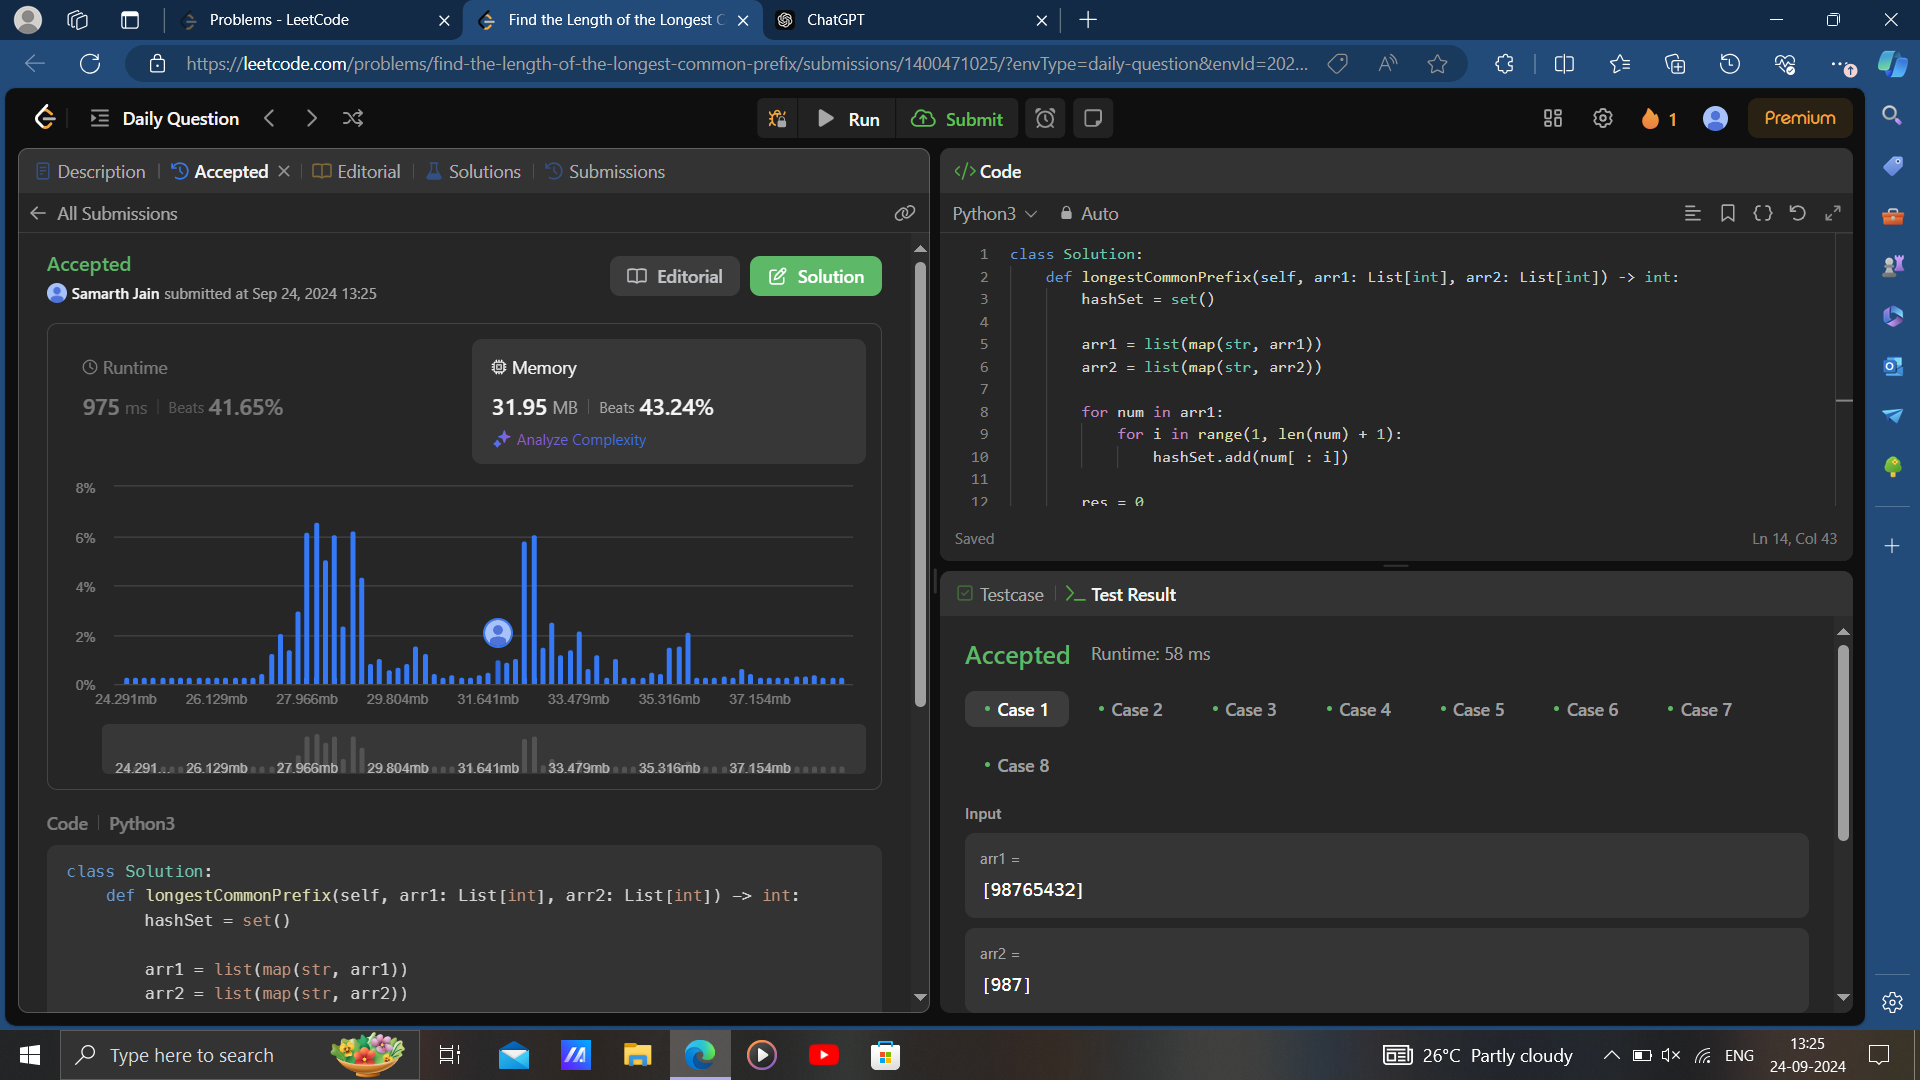 Problems - LeetCode
Find the Length of the Longest C
ChatGPT
https://leetcode.com/problems/find-the-length-of-the-longest-common-prefix/submissions/1400471025/?envType=daily-question&envId=202...
Daily Question
Run
Submit
1
Premium
Description
Accepted
Editorial
Solutions
Submissions
All Submissions
Accepted
Samarth Jain submitted at Sep 24, 2024 13:25
Editorial
Solution
Runtime
975 ms
Beats 41.65%
Memory
31.95 MB
Beats 43.24%
Analyze Complexity
8%
6%
4%
2%
0%
24.291mb 26.129mb 27.966mb 29.804mb 31.641mb 33.479mb 35.316mb 37.154mb
24.291... 26.129mb 27.966mb 29.804mb 31.641mb 33.479mb 35.316mb 37.154mb
Code
Python3
class Solution:
def longestCommonPrefix(self, arr1: List[int], arr2: List[int]) -> int:
hashSet = set()
arr1 = list(map(str, arr1))
arr2 = list(map(str, arr2))
</> Code
Python3
Auto
1 class Solution:
2 def longestCommonPrefix(self, arr1: List[int], arr2: List[int]) -> int:
3 hashSet = set()
4
5 arr1 = list(map(str, arr1))
6 arr2 = list(map(str, arr2))
7
8 for num in arr1:
9 for i in range(1, len(num) + 1):
10 hashSet.add(num[ : i])
11
12 res = 0
Saved
Ln 14, Col 43
Testcase
Test Result
Accepted
Runtime: 58 ms
Case 1
Case 2
Case 3
Case 4
Case 5
Case 6
Case 7
Case 8
Input
arr1 =
[98765432]
arr2 =
[987]
Type here to search
26°C Partly cloudy
ENG
13:25
24-09-2024